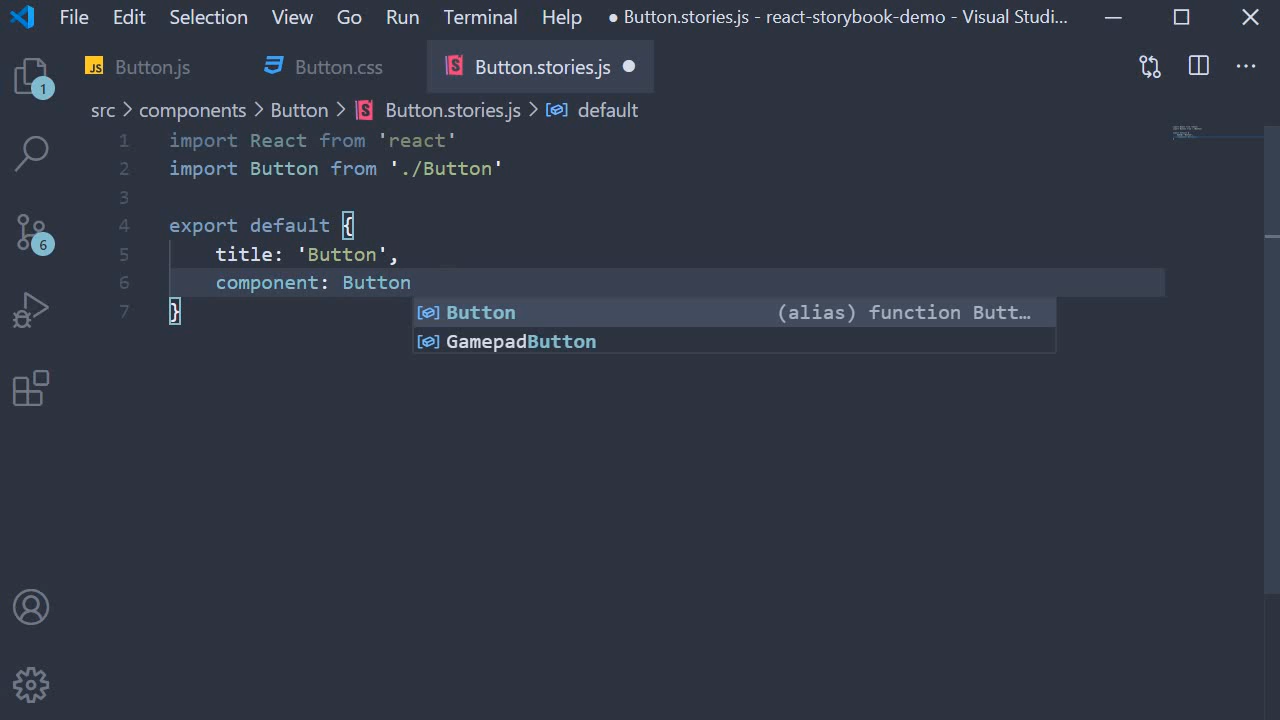 File Edit Selection View Go Run Terminal Help ● Button.stories.js - react-storybook-demo - Visual Studi...
JS Button.js Button.css S Button.stories.js
1
src > components > Button > S Button.stories.js > default
1 import React from 'react'
2 import Button from './Button'
3
4 export default {
5 title: 'Button',
6 component: Button
7 }
Button (alias) function Butt...
GamepadButton
6